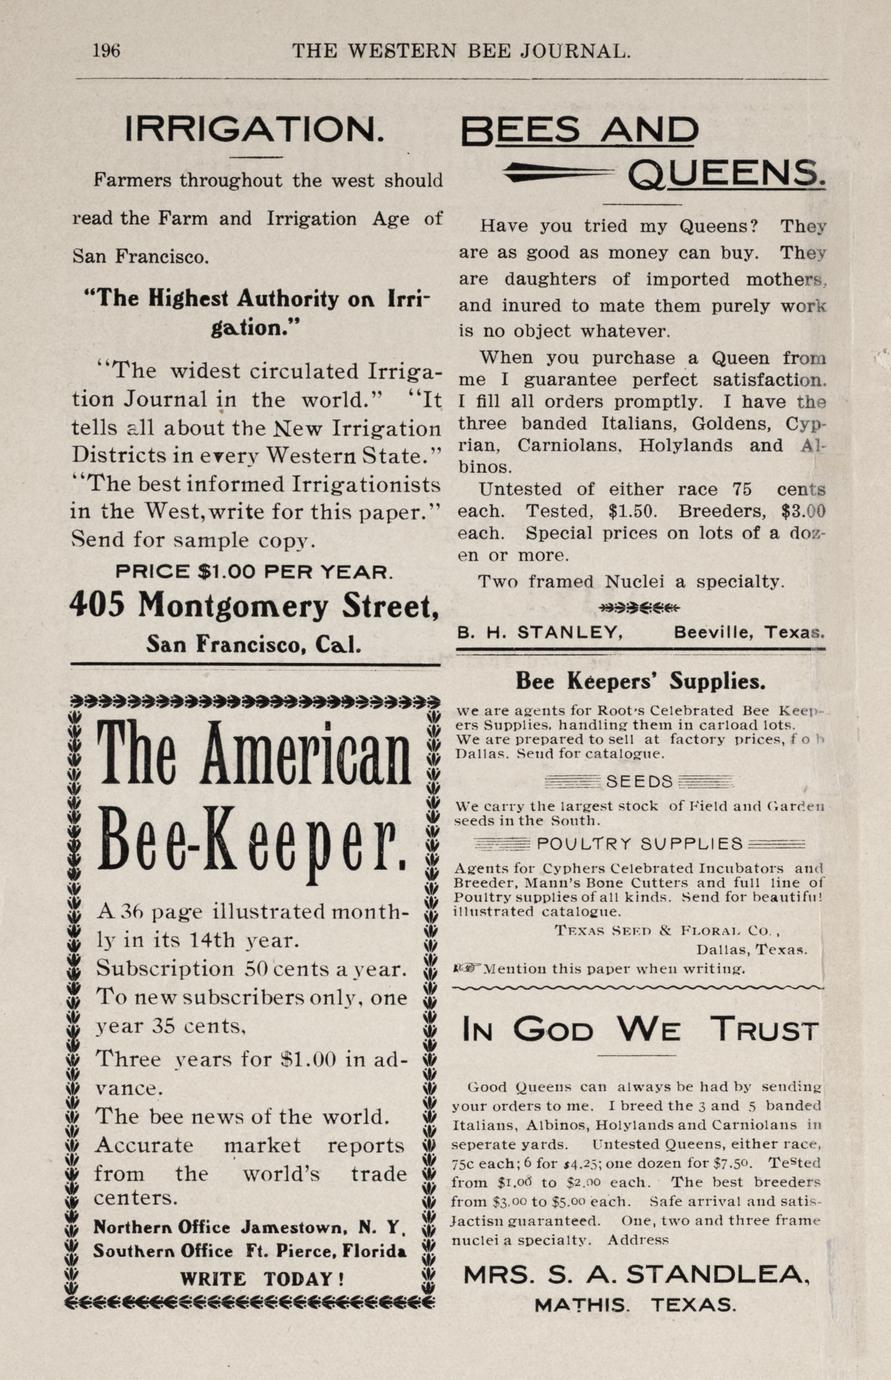 196 THE WESTERN BEE JOURNAL.
IRRIGATION.
Farmers throughout the west should
read the Farm and Irrigation Age of
San Francisco.
"The Highest Authority on Irri-
gation."
"The widest circulated Irriga-
tion Journal in the world." "It
tells all about the New Irrigation
Districts in every Western State."
"The best informed Irrigationists
in the West, write for this paper."
Send for sample copy.
PRICE $1.00 PER YEAR.
405 Montgomery Street,
San Francisco, Cal.
The American
Bee-Keeper.
A 36 page illustrated month-
ly in its 14th year.
Subscription 50 cents a year.
To new subscribers only, one
year 35 cents,
Three years for $1.00 in ad-
vance.
The bee news of the world.
Accurate market reports
from the world's trade
centers.
Northern Office Jamestown, N. Y.
Southern Office Ft. Pierce, Florida
WRITE TODAY!
BEES AND
QUEENS.
Have you tried my Queens? They
are as good as money can buy. They
are daughters of imported mothers,
and inured to mate them purely work
is no object whatever.
When you purchase a Queen from
me I guarantee perfect satisfaction.
I fill all orders promptly. I have the
three banded Italians, Goldens, Cyp-
rian, Carniolans, Holylands and Al-
binos.
Untested of either race 75 cents
each. Tested, $1.50. Breeders, $3.00
each. Special prices on lots of a doz-
en or more.
Two framed Nuclei a specialty.
B. H. STANLEY, Beeville, Texas.
Bee Keepers' Supplies.
We are agents for Root's Celebrated Bee Keep-
ers Supplies, handling them in carload lots.
We are prepared to sell at factory prices, f o b
Dallas. Send for catalogue.
SEEDS
We carry the largest stock of Field and Garden
seeds in the South.
POULTRY SUPPLIES
Agents for Cyphers Celebrated Incubators and
Breeder, Mann's Bone Cutters and full line of
Poultry supplies of all kinds. Send for beautiful
illustrated catalogue.
TEXAS SEED & FLORAL CO.,
Dallas, Texas.
☞Mention this paper when writing.
IN GOD WE TRUST
Good Queens can always be had by sending
your orders to me. I breed the 3 and 5 banded
Italians, Albinos, Holylands and Carniolans in
seperate yards. Untested Queens, either race,
75c each; 6 for $4.25; one dozen for $7.50. Tested
from $1.00 to $2.00 each. The best breeders
from $3.00 to $5.00 each. Safe arrival and satis-
Jactisn guaranteed. One, two and three frame
nuclei a specialty. Address
MRS. S. A. STANDLEA,
MATHIS. TEXAS.